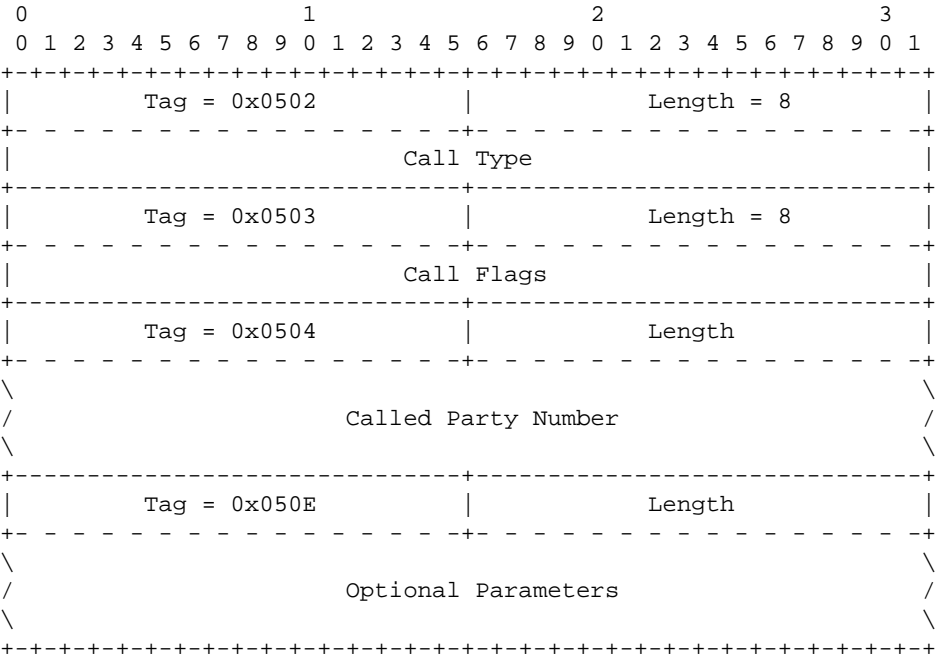 0                   1                   2                   3
0 1 2 3 4 5 6 7 8 9 0 1 2 3 4 5 6 7 8 9 0 1 2 3 4 5 6 7 8 9 0 1
+-+-+-+-+-+-+-+-+-+-+-+-+-+-+-+-+-+-+-+-+-+-+-+-+-+-+-+-+-+-+-+-+
|         Tag = 0x0502          |            Length = 8         |
+- - - - - - - - - - - - - - - -+- - - - - - - - - - - - - - - -+
|                           Call Type                           |
+-------------------------------+-------------------------------+
|         Tag = 0x0503          |            Length = 8         |
+- - - - - - - - - - - - - - - -+- - - - - - - - - - - - - - - -+
|                           Call Flags                          |
+-------------------------------+-------------------------------+
|         Tag = 0x0504          |            Length             |
+- - - - - - - - - - - - - - - -+- - - - - - - - - - - - - - - -+
\                                                               \
/                       Called Party Number                     /
\                                                               \
+-------------------------------+-------------------------------+
|         Tag = 0x050E          |            Length             |
+- - - - - - - - - - - - - - - -+- - - - - - - - - - - - - - - -+
\                                                               \
/                       Optional Parameters                     /
\                                                               \
+-+-+-+-+-+-+-+-+-+-+-+-+-+-+-+-+-+-+-+-+-+-+-+-+-+-+-+-+-+-+-+-+